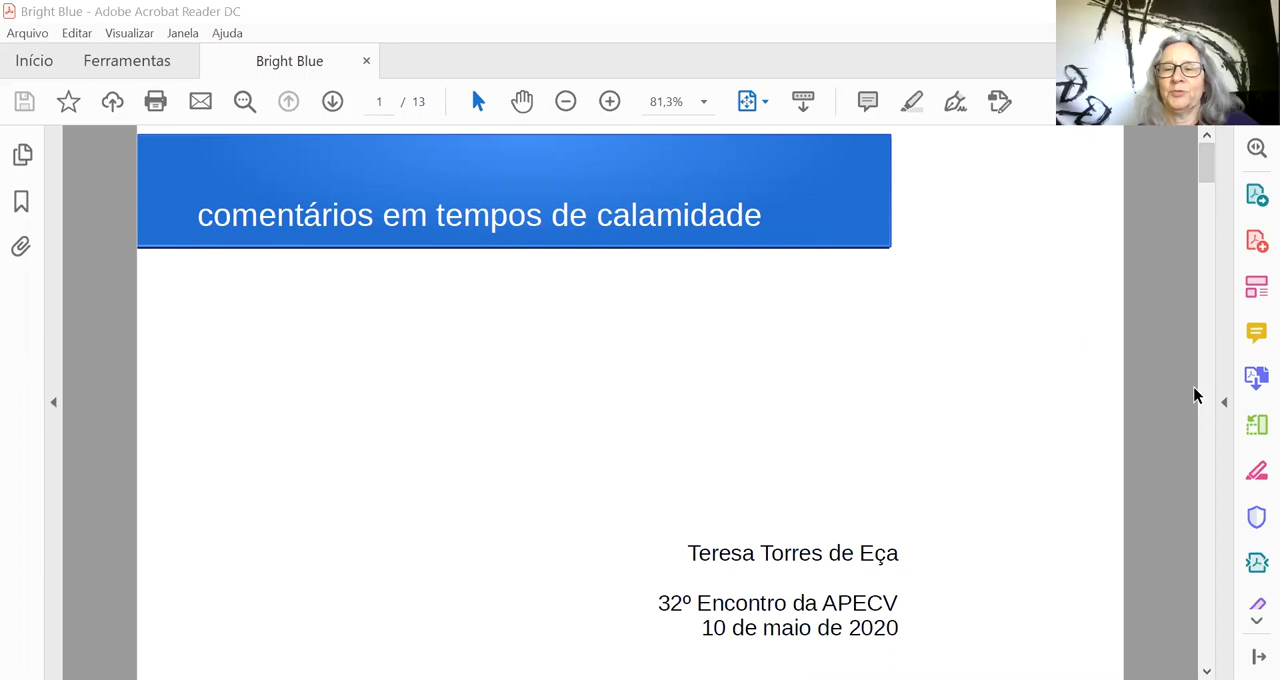 Bright Blue - Adobe Acrobat Reader DC
Arquivo Editar Visualizar Janela Ajuda
Início Ferramentas Bright Blue ×
1 / 13 81,3%
comentários em tempos de calamidade
Teresa Torres de Eça
32º Encontro da APECV
10 de maio de 2020